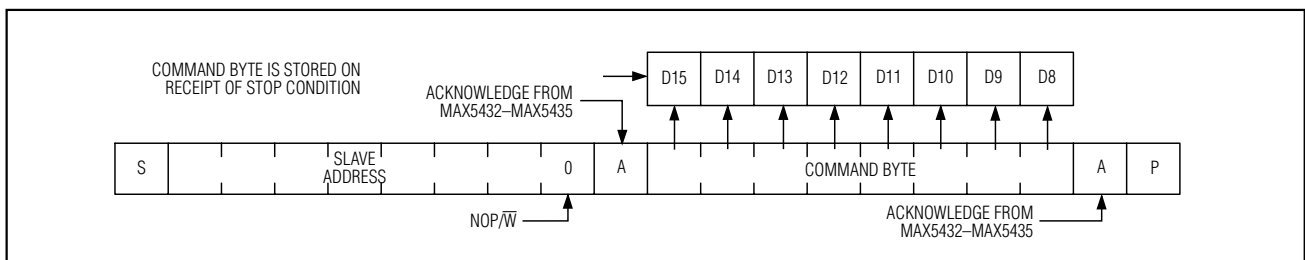 COMMAND BYTE IS STORED ON
RECEIPT OF STOP CONDITION
ACKNOWLEDGE FROM
MAX5432–MAX5435
D15 D14 D13 D12 D11 D10 D9 D8
S SLAVE ADDRESS 0 A COMMAND BYTE A P
NOP/W̅
ACKNOWLEDGE FROM
MAX5432–MAX5435